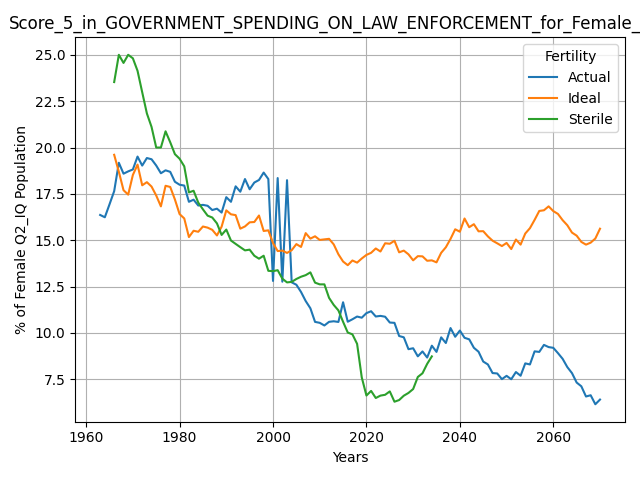 Score_5_in_GOVERNMENT_SPENDING_ON_LAW_ENFORCEMENT_for_Female_
Fertility
Actual
Ideal
Sterile
% of Female Q2_IQ Population
25.0
22.5
20.0
17.5
15.0
12.5
10.0
7.5
1960
1980
2000
2020
2040
2060
Years